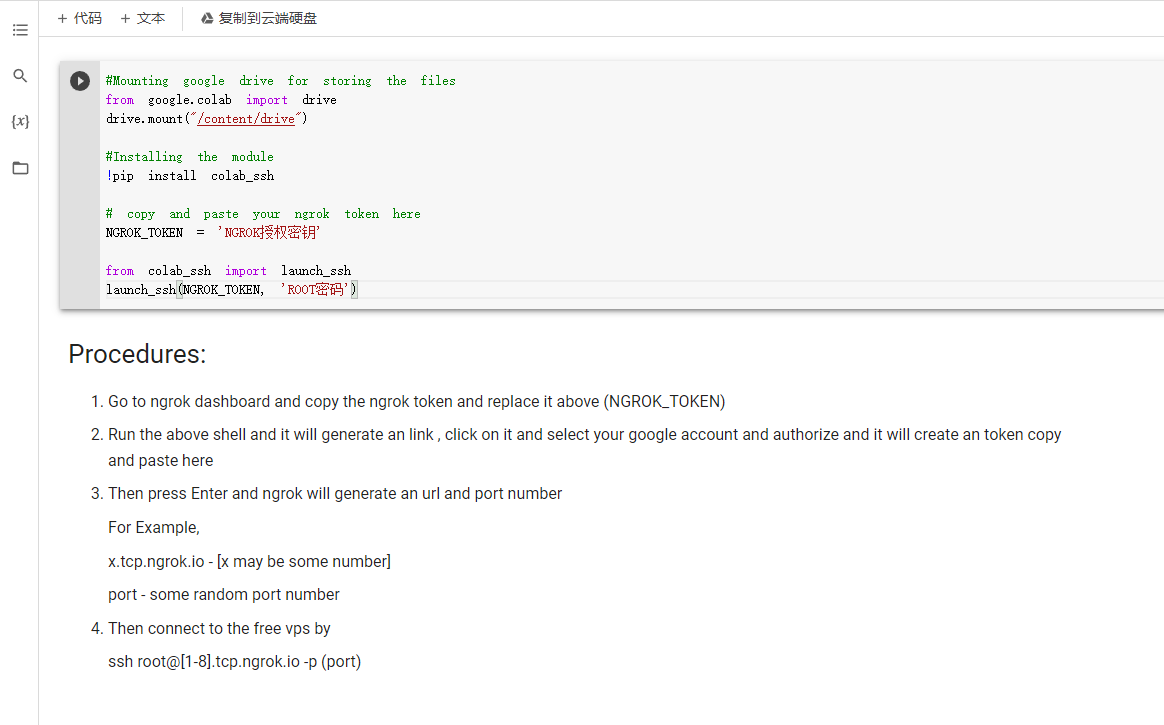 + 代码 + 文本 复制到云端硬盘
#Mounting google drive for storing the files
from google.colab import drive
drive.mount("/content/drive")
#Installing the module
!pip install colab_ssh
# copy and paste your ngrok token here
NGROK_TOKEN = 'NGROK授权密钥'
from colab_ssh import launch_ssh
launch_ssh(NGROK_TOKEN, 'ROOT密码')
Procedures:
1. Go to ngrok dashboard and copy the ngrok token and replace it above (NGROK_TOKEN)
2. Run the above shell and it will generate an link , click on it and select your google account and authorize and it will create an token copy
and paste here
3. Then press Enter and ngrok will generate an url and port number
For Example,
x.tcp.ngrok.io - [x may be some number]
port - some random port number
4. Then connect to the free vps by
ssh root@[1-8].tcp.ngrok.io -p (port)